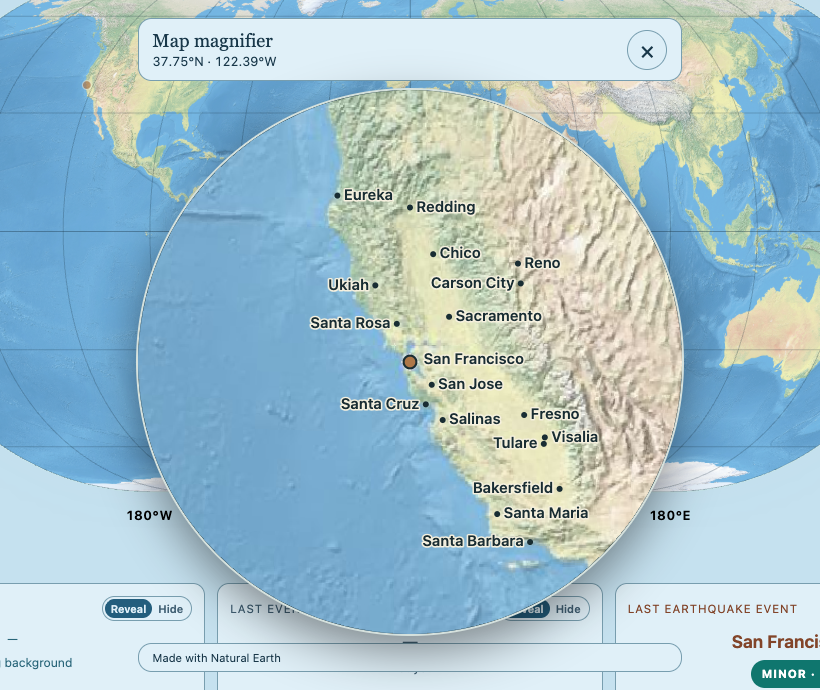 Map magnifier
37.75°N · 122.39°W
×
Eureka
Redding
Chico
Reno
Ukiah
Carson City
Santa Rosa
Sacramento
San Francisco
San Jose
Santa Cruz
Salinas
Fresno
Tulare
Visalia
Bakersfield
Santa Maria
Santa Barbara
180°W
180°E
Reveal Hide
LAST
Hide
LAST EARTHQUAKE EVENT
—
San
background
Made with Natural Earth
MINOR ·